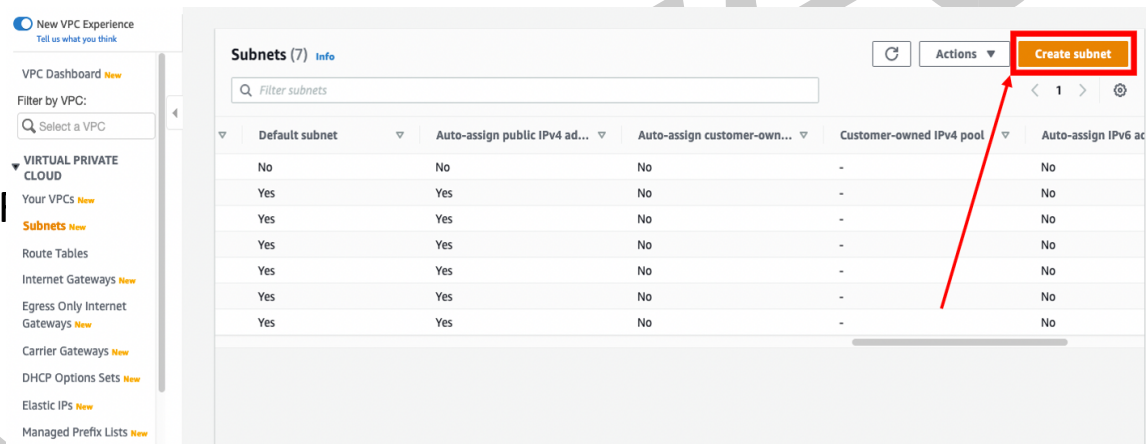 New VPC Experience
Tell us what you think
VPC Dashboard New
Filter by VPC:
Select a VPC
VIRTUAL PRIVATE
CLOUD
Your VPCs New
Subnets New
Route Tables
Internet Gateways New
Egress Only Internet
Gateways New
Carrier Gateways New
DHCP Options Sets New
Elastic IPs New
Managed Prefix Lists New
Subnets (7) Info
Actions
Create subnet
Filter subnets
1
Default subnet Auto-assign public IPv4 ad... Auto-assign customer-own... Customer-owned IPv4 pool Auto-assign IPv6 ac
No No No - No
Yes Yes No - No
Yes Yes No - No
Yes Yes No - No
Yes Yes No - No
Yes Yes No - No
Yes Yes No - No